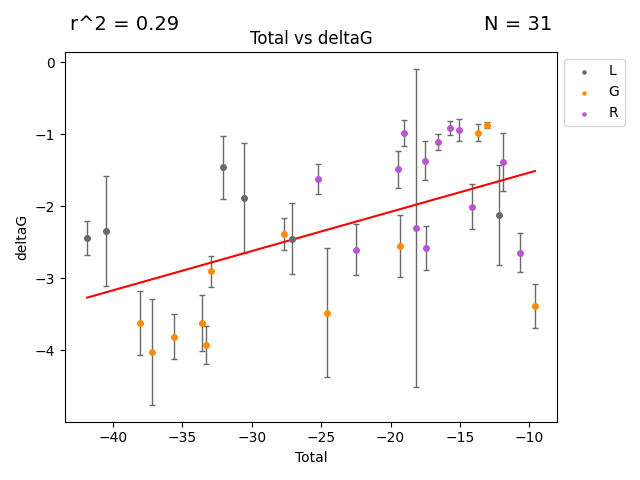 r^2 = 0.29
N = 31
Total vs deltaG
L
G
R
deltaG
0
−1
−2
−3
−4
−40
−35
−30
−25
−20
−15
−10
Total